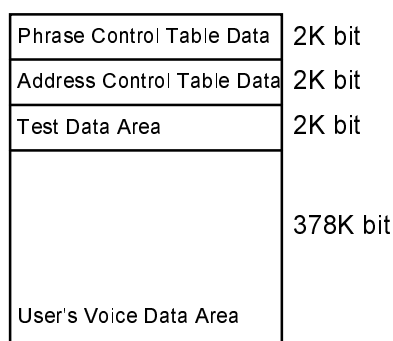 Phrase Control Table Data 2K bit
Address Control Table Data 2K bit
Test Data Area 2K bit
378K bit
User's Voice Data Area